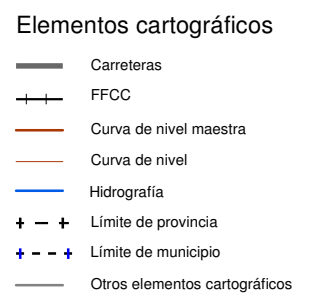 Elementos cartográficos
Carreteras
FFCC
Curva de nivel maestra
Curva de nivel
Hidrografía
Límite de provincia
Límite de municipio
Otros elementos cartográficos